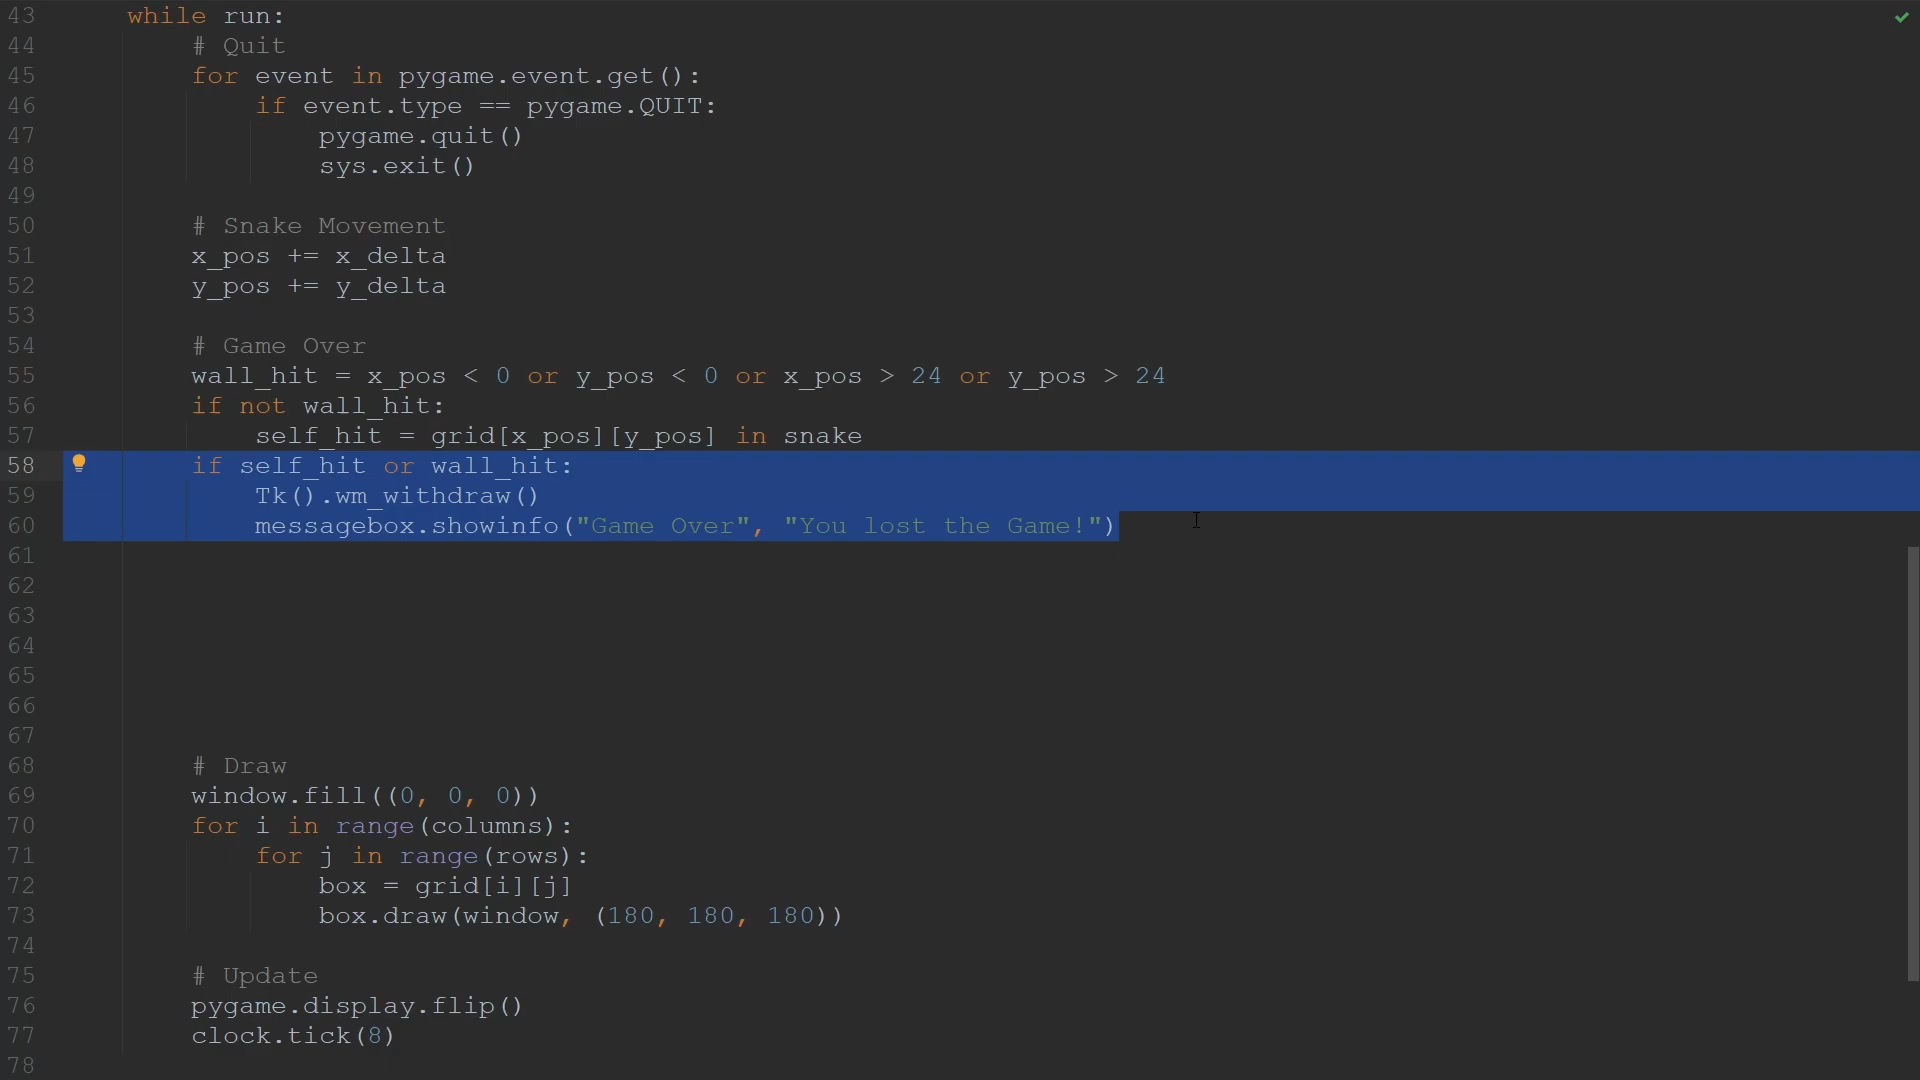 43 while run:
44 # Quit
45 for event in pygame.event.get():
46 if event.type == pygame.QUIT:
47 pygame.quit()
48 sys.exit()
49
50 # Snake Movement
51 x_pos += x_delta
52 y_pos += y_delta
53
54 # Game Over
55 wall_hit = x_pos < 0 or y_pos < 0 or x_pos > 24 or y_pos > 24
56 if not wall_hit:
57 self_hit = grid[x_pos][y_pos] in snake
58 if self_hit or wall_hit:
59 Tk().wm_withdraw()
60 messagebox.showinfo("Game Over", "You lost the Game!")
61
62
63
64
65
66
67
68 # Draw
69 window.fill((0, 0, 0))
70 for i in range(columns):
71 for j in range(rows):
72 box = grid[i][j]
73 box.draw(window, (180, 180, 180))
74
75 # Update
76 pygame.display.flip()
77 clock.tick(8)
78